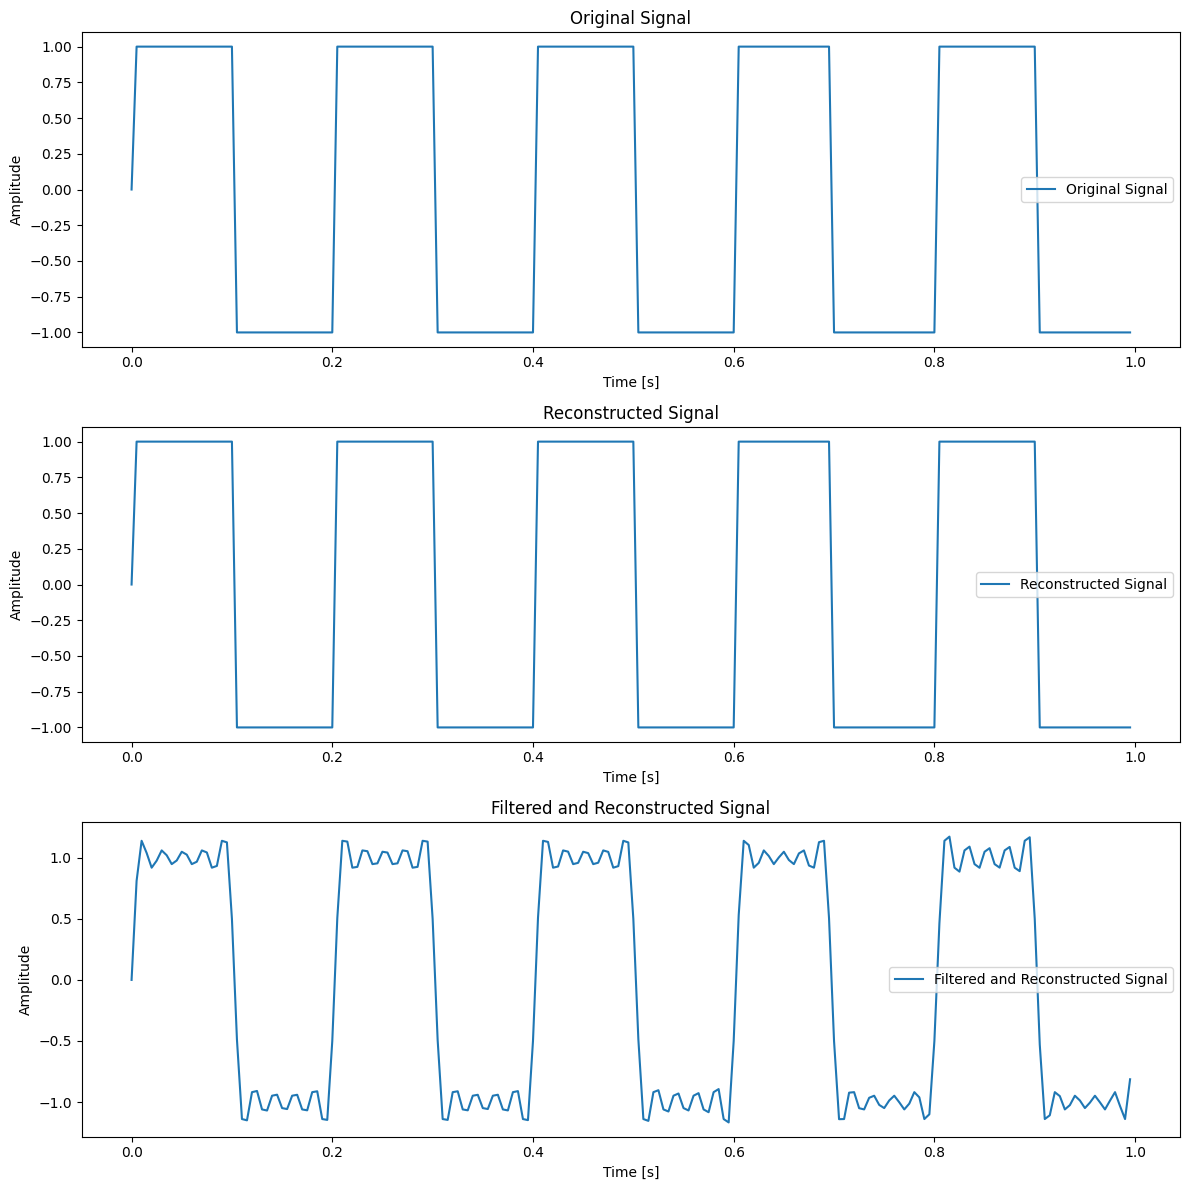 Original Signal
1.00
0.75
0.50
0.25
0.00
−0.25
−0.50
−0.75
−1.00
Amplitude
Original Signal
0.0 0.2 0.4 0.6 0.8 1.0
Time [s]
Reconstructed Signal
1.00
0.75
0.50
0.25
0.00
−0.25
−0.50
−0.75
−1.00
Amplitude
Reconstructed Signal
0.0 0.2 0.4 0.6 0.8 1.0
Time [s]
Filtered and Reconstructed Signal
1.0
0.5
0.0
−0.5
−1.0
Amplitude
Filtered and Reconstructed Signal
0.0 0.2 0.4 0.6 0.8 1.0
Time [s]